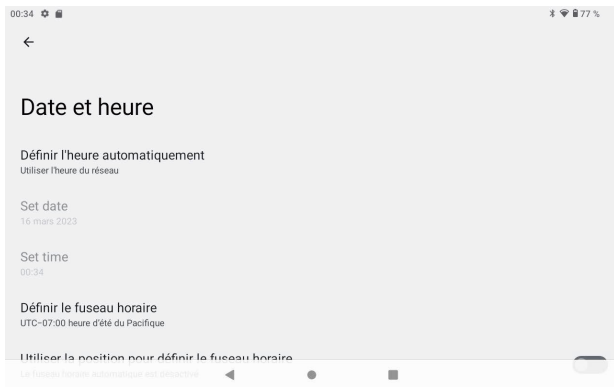 00:34 77 %
Date et heure
Définir l'heure automatiquement
Utiliser l'heure du réseau
Set date
16 mars 2023
Set time
00:34
Définir le fuseau horaire
UTC−07:00 heure d'été du Pacifique
Utiliser la position pour définir le fuseau horaire
Le fuseau horaire automatique est désactivé